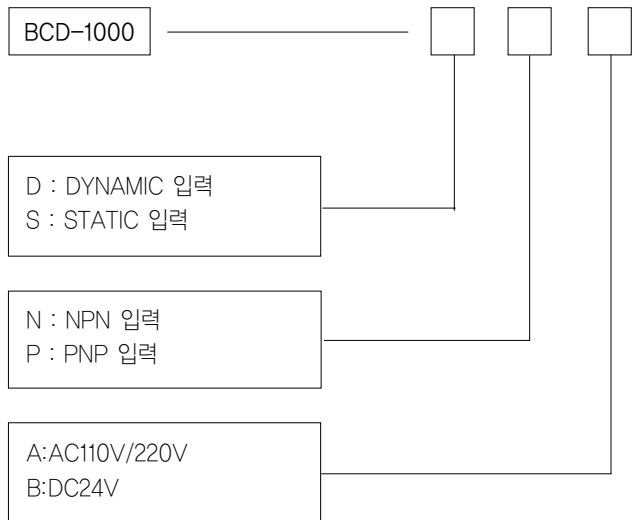 BCD-1000
D : DYNAMIC 입력
S : STATIC 입력
N : NPN 입력
P : PNP 입력
A:AC110V/220V
B:DC24V